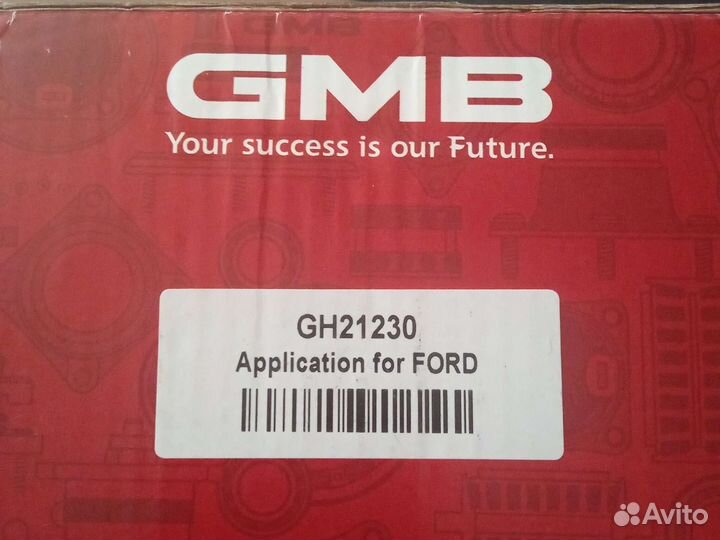 GMB
Your success is our Future.
GH21230
Application for FORD
Avito